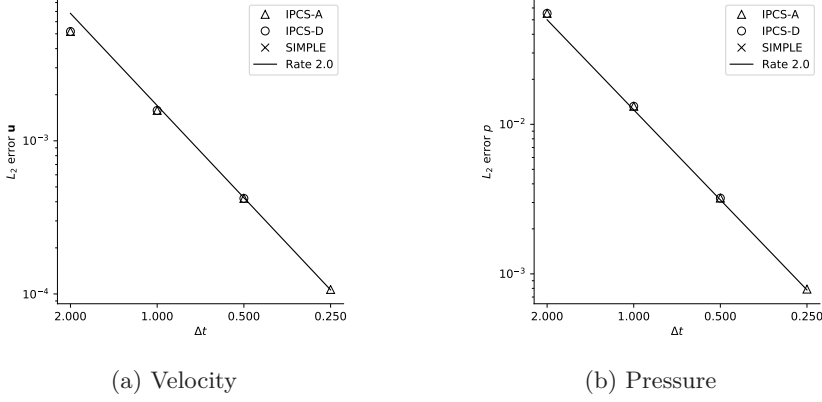 IPCS-A
IPCS-D
SIMPLE
Rate 2.0
L₂ error u
10⁻³
10⁻⁴
2.000 1.000 0.500 0.250
Δt
(a) Velocity
IPCS-A
IPCS-D
SIMPLE
Rate 2.0
L₂ error p
10⁻²
10⁻³
2.000 1.000 0.500 0.250
Δt
(b) Pressure